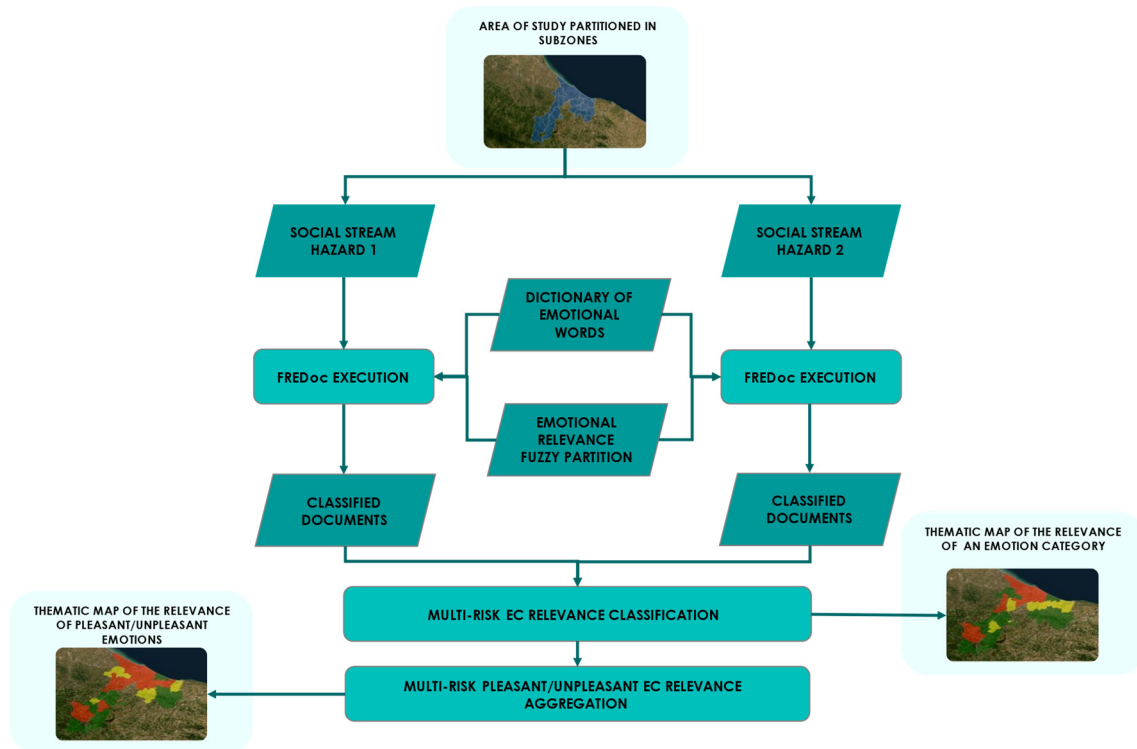 AREA OF STUDY PARTITIONED IN
SUBZONES
SOCIAL STREAM
HAZARD 1
SOCIAL STREAM
HAZARD 2
DICTIONARY OF
EMOTIONAL
WORDS
FREDoc EXECUTION
FREDoc EXECUTION
EMOTIONAL
RELEVANCE
FUZZY PARTITION
CLASSIFIED
DOCUMENTS
CLASSIFIED
DOCUMENTS
THEMATIC MAP OF THE RELEVANCE
OF AN EMOTION CATEGORY
MULTI-RISK EC RELEVANCE CLASSIFICATION
THEMATIC MAP OF THE RELEVANCE
OF PLEASANT/UNPLEASANT
EMOTIONS
MULTI-RISK PLEASANT/UNPLEASANT EC RELEVANCE
AGGREGATION